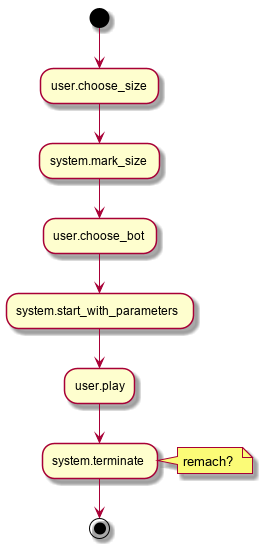 user.choose_size
system.mark_size
user.choose_bot
system.start_with_parameters
user.play
system.terminate
remach?